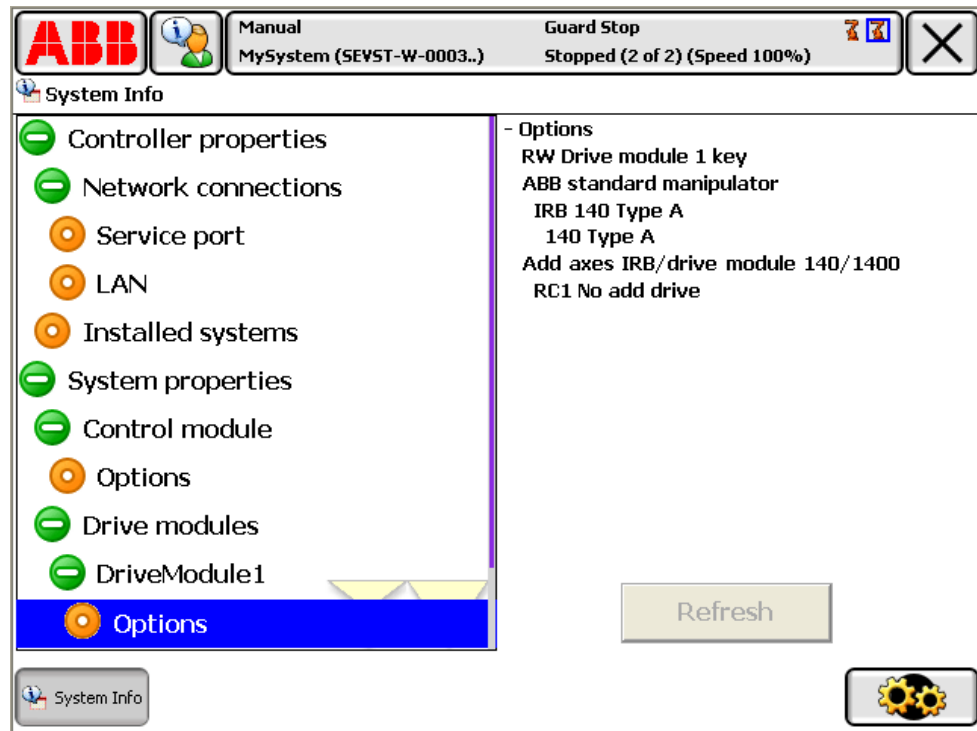 ABB
Manual
Guard Stop
MySystem (SEVST-W-0003..)
Stopped (2 of 2) (Speed 100%)
System Info
Controller properties
Network connections
Service port
LAN
Installed systems
System properties
Control module
Options
Drive modules
DriveModule1
Options
- Options
RW Drive module 1 key
ABB standard manipulator
IRB 140 Type A
140 Type A
Add axes IRB/drive module 140/1400
RC1 No add drive
Refresh
System Info